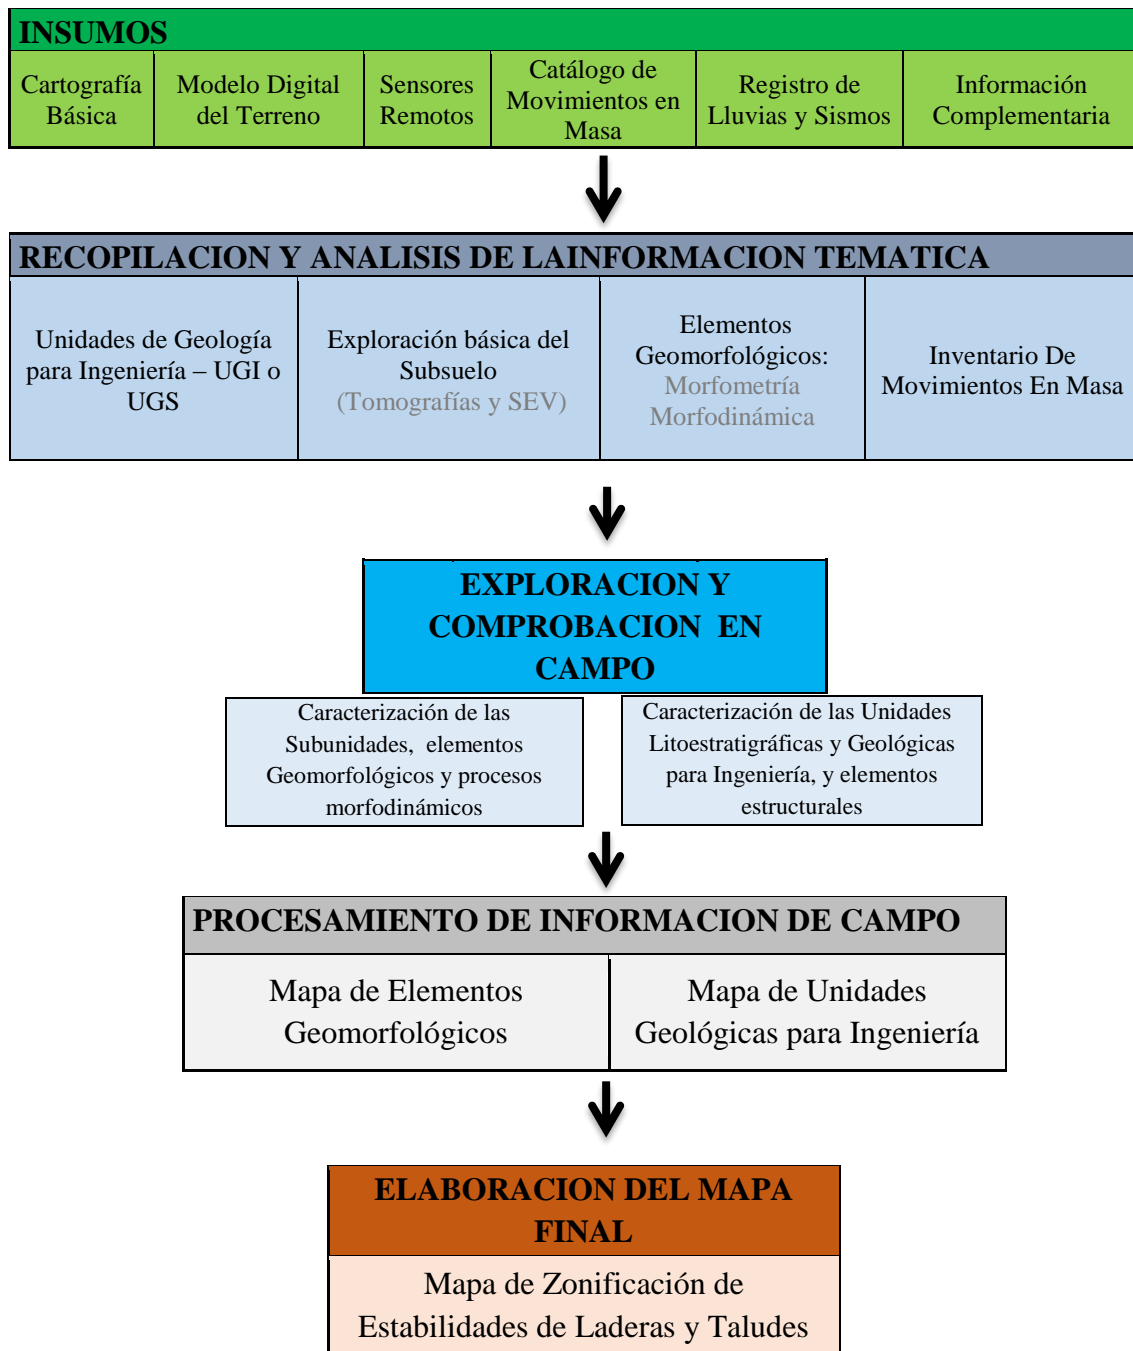 INSUMOS
Cartografía
Básica
Modelo Digital
del Terreno
Sensores
Remotos
Catálogo de
Movimientos en
Masa
Registro de
Lluvias y Sismos
Información
Complementaria
RECOPILACION Y ANALISIS DE LAINFORMACION TEMATICA
Unidades de Geología
para Ingeniería – UGI o
UGS
Exploración básica del
Subsuelo
(Tomografías y SEV)
Elementos
Geomorfológicos:
Morfometría
Morfodinámica
Inventario De
Movimientos En Masa
EXPLORACION Y
COMPROBACION EN
CAMPO
Caracterización de las
Subunidades, elementos
Geomorfológicos y procesos
morfodinámicos
Caracterización de las Unidades
Litoestratigráficas y Geológicas
para Ingeniería, y elementos
estructurales
PROCESAMIENTO DE INFORMACION DE CAMPO
Mapa de Elementos
Geomorfológicos
Mapa de Unidades
Geológicas para Ingeniería
ELABORACION DEL MAPA
FINAL
Mapa de Zonificación de
Estabilidades de Laderas y Taludes